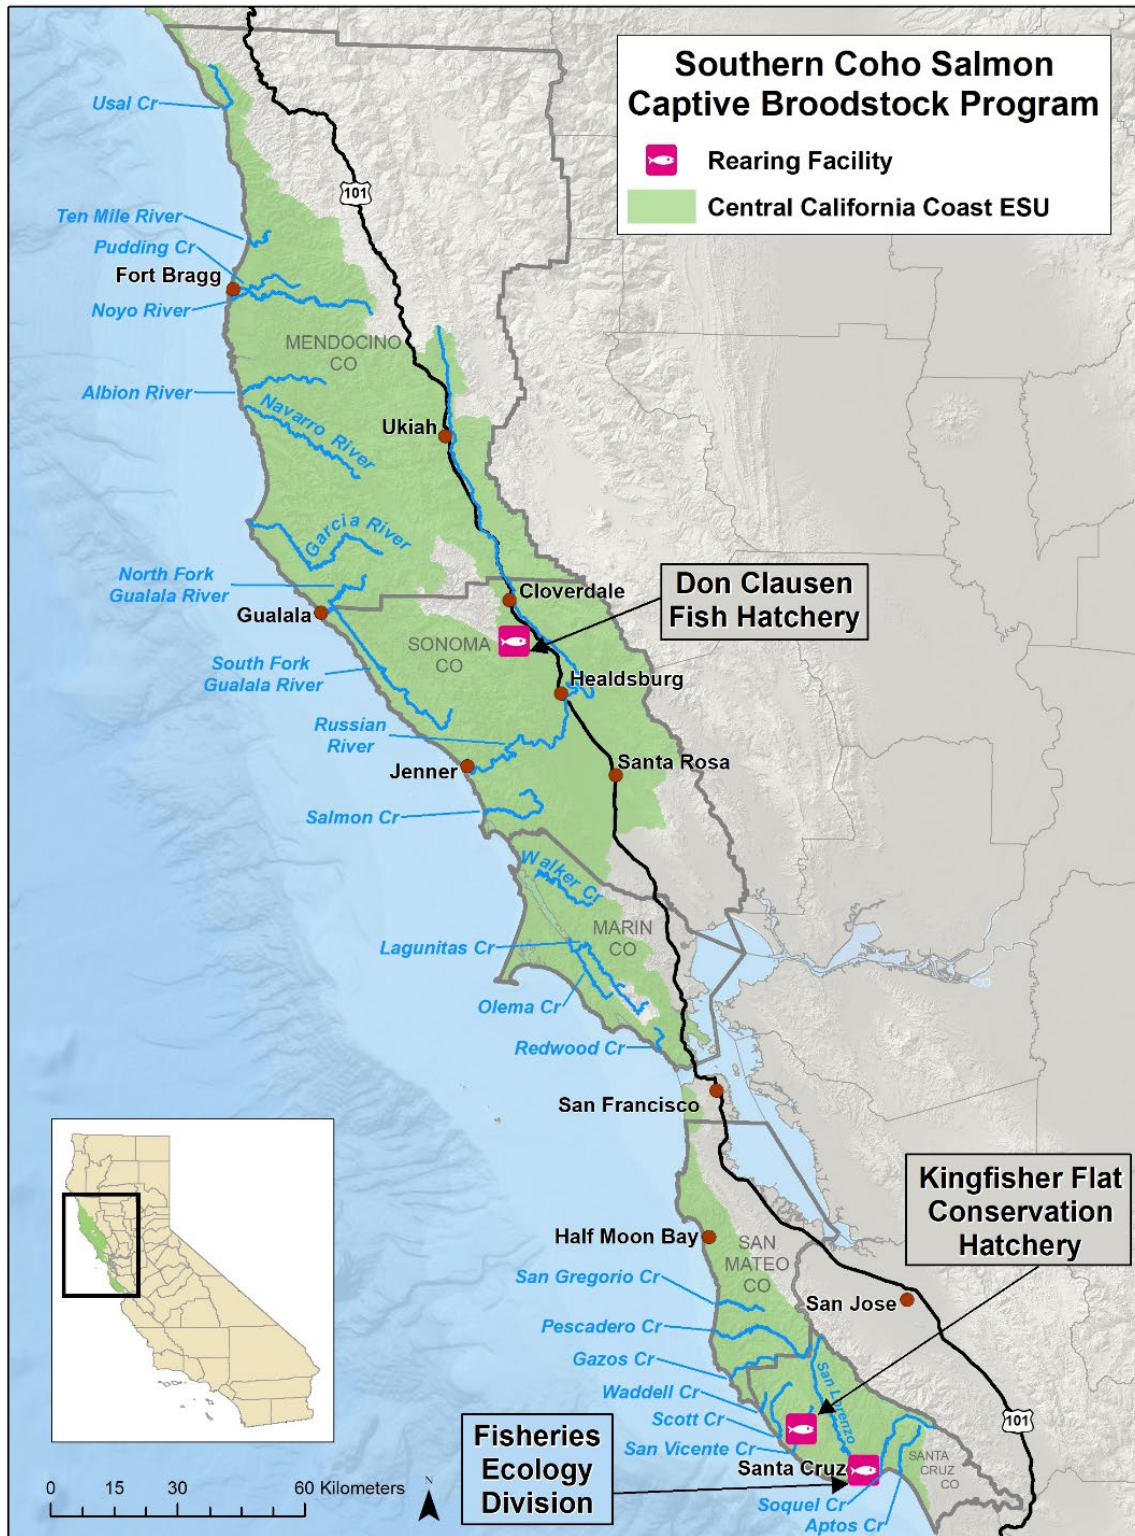 Southern Coho Salmon
Captive Broodstock Program
Rearing Facility
Central California Coast ESU
Usal Cr
101
Ten Mile River
Pudding Cr
Fort Bragg
Noyo River
MENDOCINO
CO
Albion River
Navarro River
Ukiah
Garcia River
North Fork
Gualala River
Cloverdale
Don Clausen
Fish Hatchery
Gualala
SONOMA
CO
South Fork
Gualala River
Healdsburg
Russian
River
Jenner
Santa Rosa
Salmon Cr
Walker Cr
MARIN
CO
Lagunitas Cr
Olema Cr
Redwood Cr
San Francisco
Kingfisher Flat
Conservation
Hatchery
Half Moon Bay
SAN
MATEO
CO
San Gregorio Cr
San Jose
Pescadero Cr
Gazos Cr
San Lorenzo
Waddell Cr
Scott Cr
101
San Vicente Cr
Fisheries
Ecology
Division
Santa Cruz
SANTA
CRUZ
CO
Soquel Cr
Aptos Cr
0 15 30 60 Kilometers
N